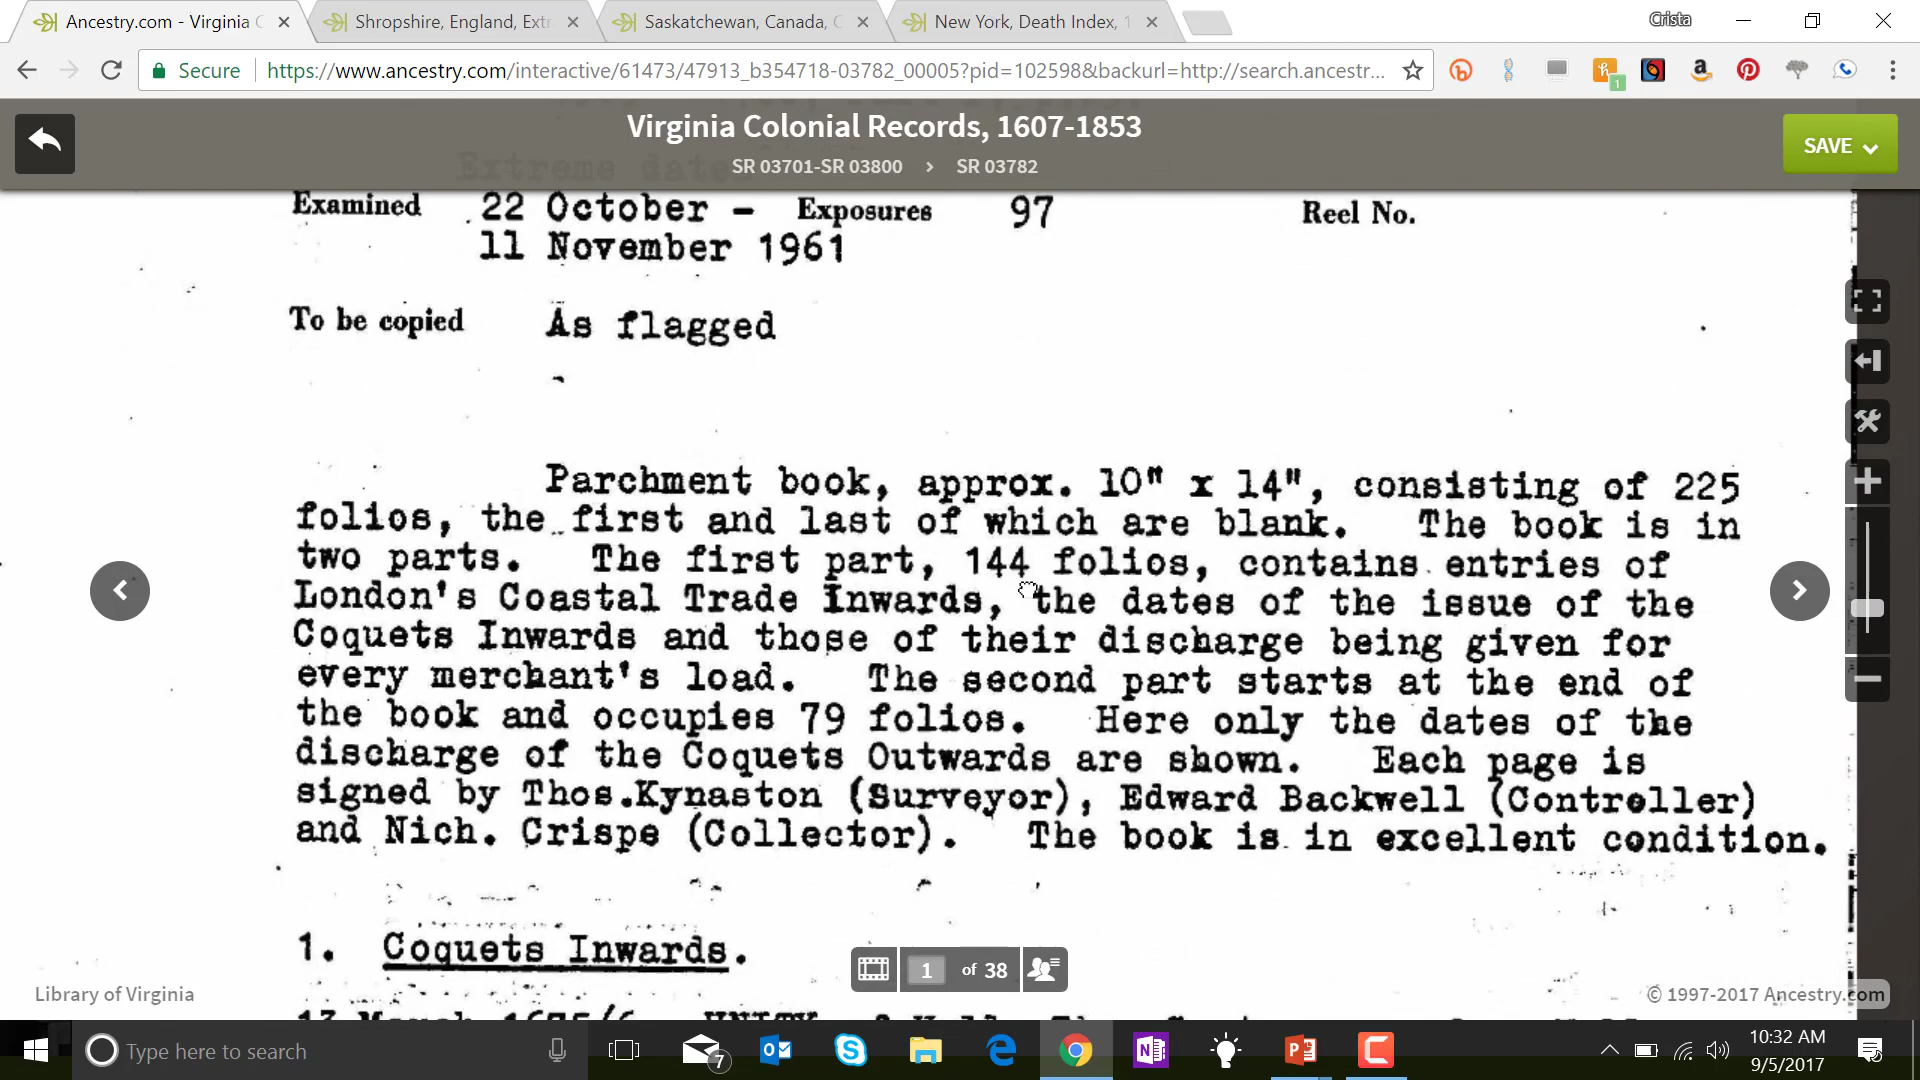 Ancestry.com - Virginia C
Shropshire, England, Extr
Saskatchewan, Canada, C
New York, Death Index, 1
Crista
Secure
https://www.ancestry.com/interactive/61473/47913_b354718-03782_00005?pid=102598&backurl=http://search.ancestr...
1
Virginia Colonial Records, 1607-1853
SR 03701-SR 03800 > SR 03782
SAVE
Extreme date
Examined 22 October - Exposures 97 Reel No.
11 November 1961
To be copied As flagged
Parchment book, approx. 10" x 14", consisting of 225
folios, the first and last of which are blank. The book is in
two parts. The first part, 144 folios, contains entries of
London's Coastal Trade Inwards, the dates of the issue of the
Coquets Inwards and those of their discharge being given for
every merchant's load. The second part starts at the end of
the book and occupies 79 folios. Here only the dates of the
discharge of the Coquets Outwards are shown. Each page is
signed by Thos.Kynaston (Surveyor), Edward Backwell (Controller)
and Nich. Crispe (Collector). The book is in excellent condition.
1. Coquets Inwards.
1 of 38
Library of Virginia
© 1997-2017 Ancestry.com
13 March 1675/6 UNITY
Type here to search
7
10:32 AM
9/5/2017